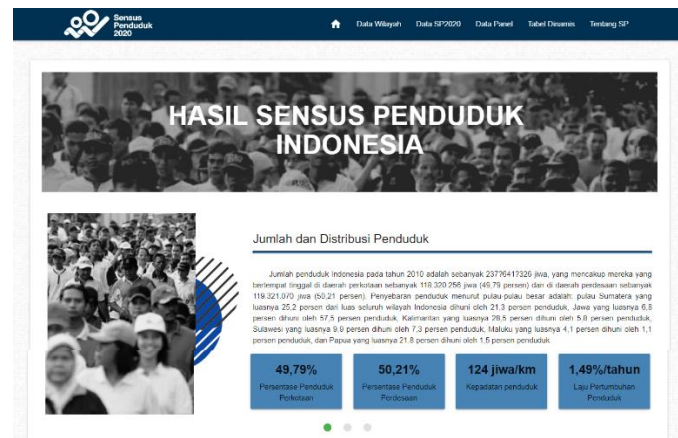 Sensus
Penduduk
2020
Data Wilayah Data SP2020 Data Panel Tabel Dinamis Tentang SP
HASIL SENSUS PENDUDUK
INDONESIA
Jumlah dan Distribusi Penduduk
Jumlah penduduk Indonesia pada tahun 2010 adalah sebanyak 23776417326 jiwa, yang mencakup mereka yang
bertempat tinggal di daerah perkotaan sebanyak 118.320.256 jiwa (49,79 persen) dan di daerah perdesaan sebanyak
119.321.070 jiwa (50,21 persen). Penyebaran penduduk menurut pulau-pulau besar adalah: pulau Sumatera yang
luasnya 25,2 persen dari luas seluruh wilayah Indonesia dihuni oleh 21,3 persen penduduk, Jawa yang luasnya 6,8
persen dihuni oleh 57,5 persen penduduk, Kalimantan yang luasnya 28,5 persen dihuni oleh 5,8 persen penduduk,
Sulawesi yang luasnya 9,9 persen dihuni oleh 7,3 persen penduduk, Maluku yang luasnya 4,1 persen dihuni oleh 1,1
persen penduduk, dan Papua yang luasnya 21,8 persen dihuni oleh 1,5 persen penduduk.
49,79%
Persentase Penduduk
Perkotaan
50,21%
Persentase Penduduk
Perdesaan
124 jiwa/km
Kepadatan penduduk
1,49%/tahun
Laju Pertumbuhan
Penduduk